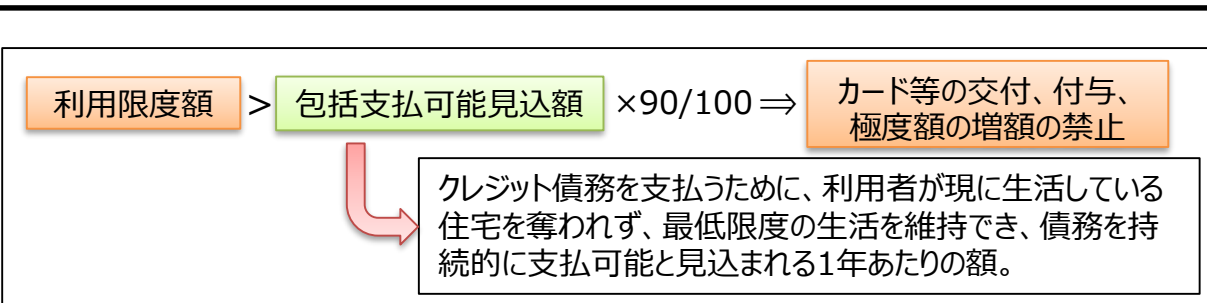 利用限度額 > 包括支払可能見込額 ×90/100⇒ カード等の交付、付与、
極度額の増額の禁止
クレジット債務を支払うために、利用者が現に生活している
住宅を奪われず、最低限度の生活を維持でき、債務を持
続的に支払可能と見込まれる1年あたりの額。